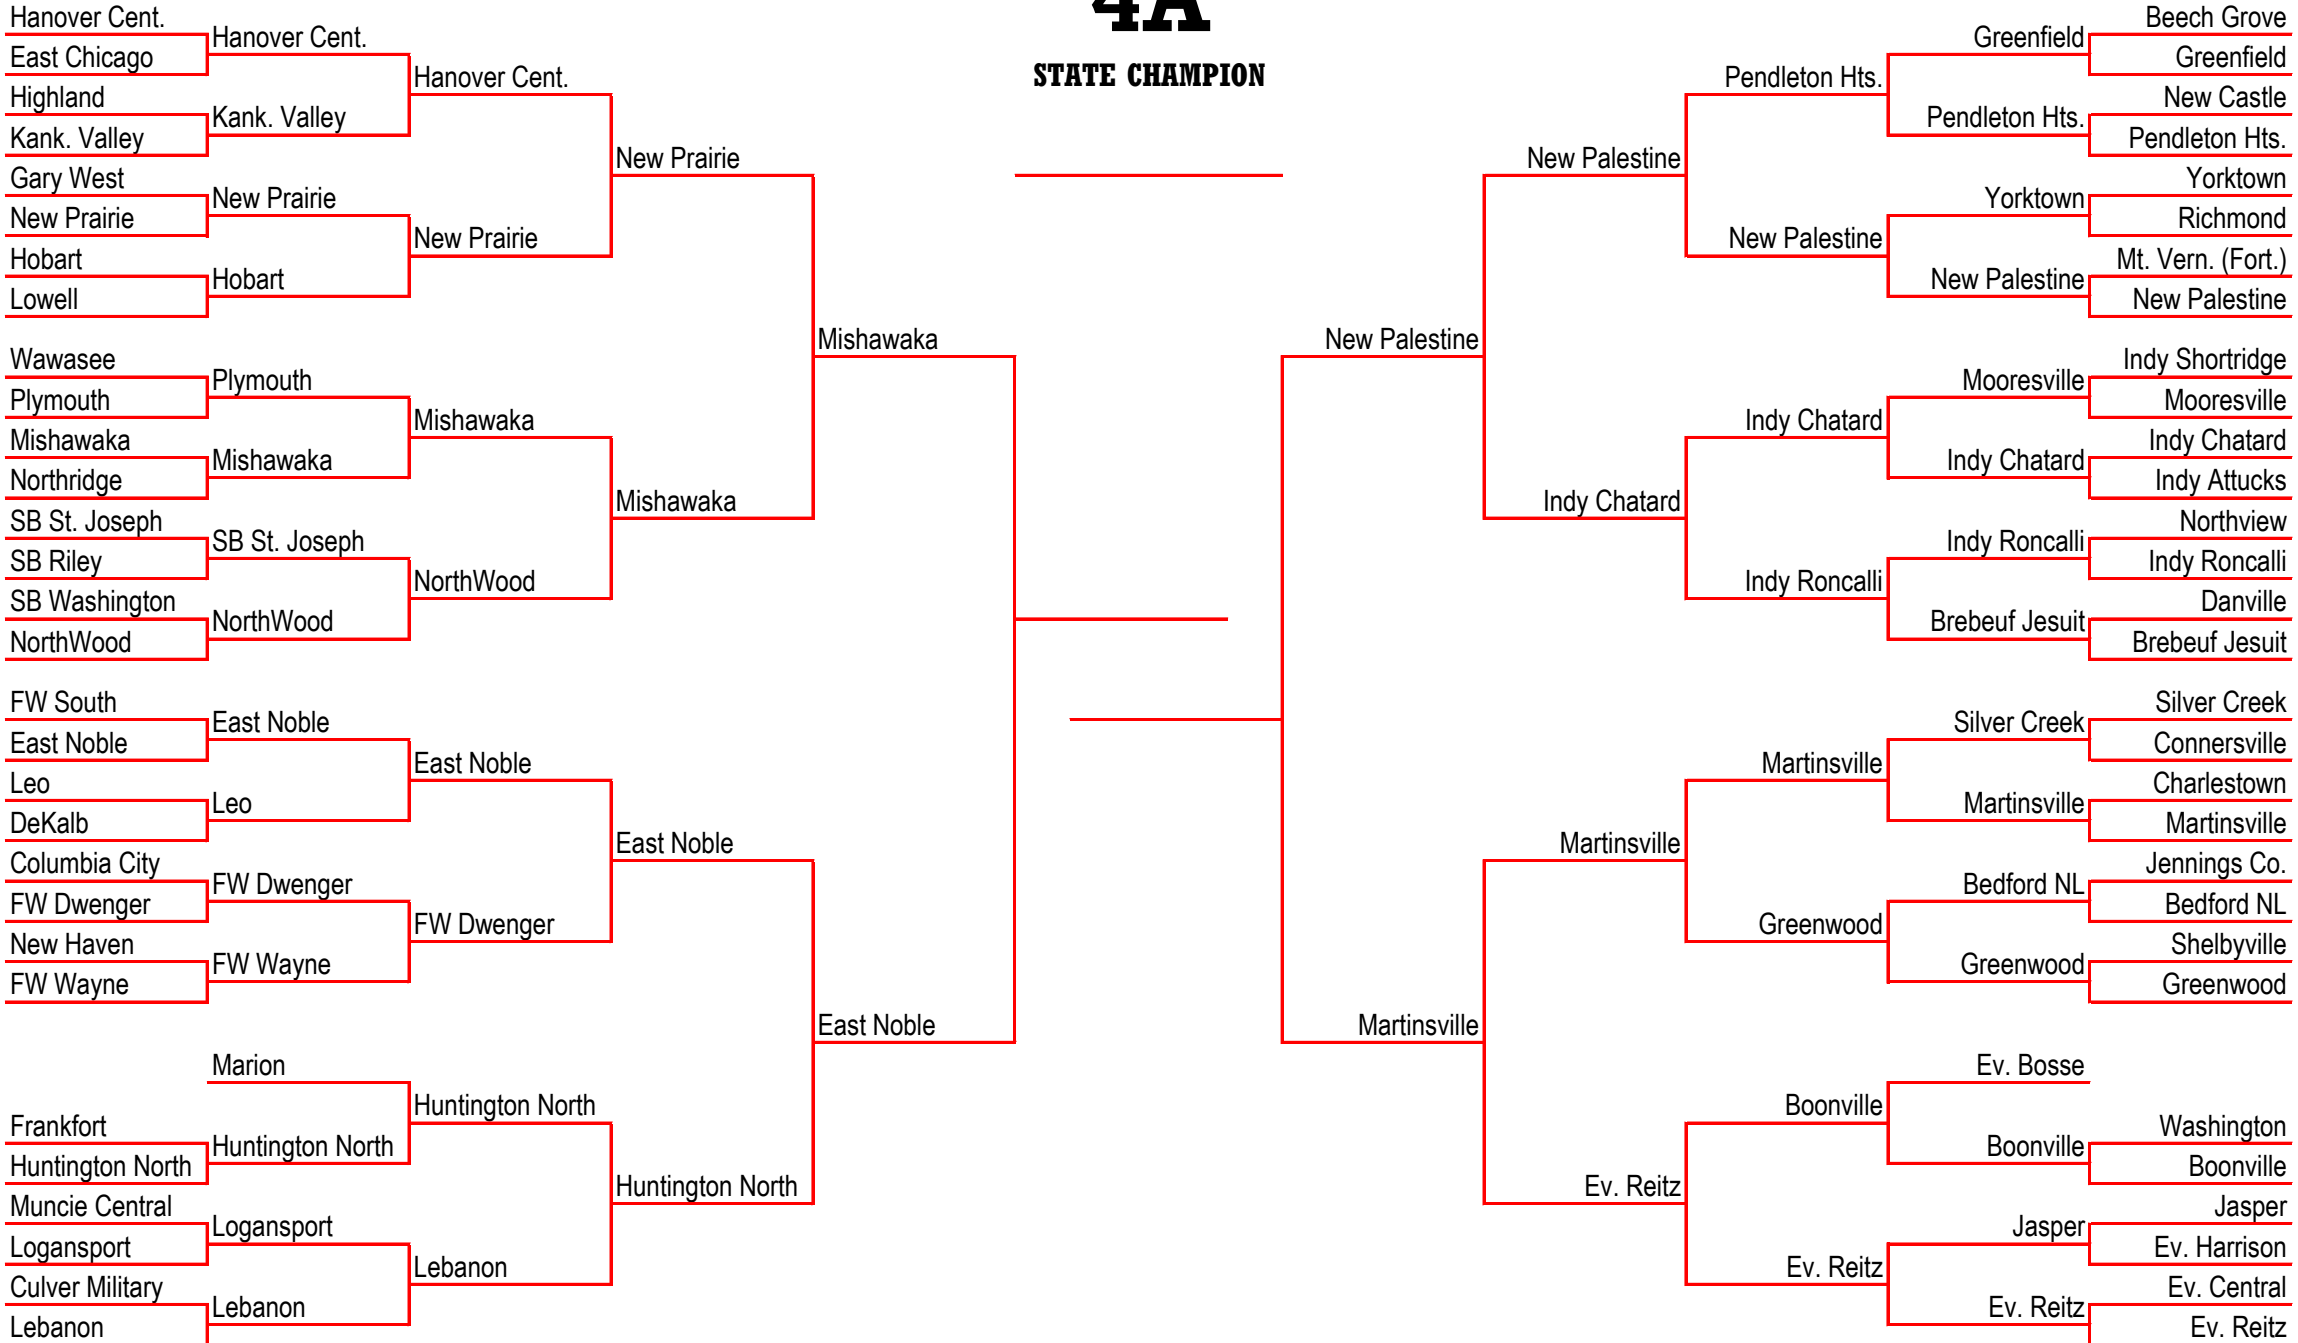 4A
STATE CHAMPION
Hanover Cent.
East Chicago
Highland
Kank. Valley
Gary West
New Prairie
Hobart
Lowell
Wawasee
Plymouth
Mishawaka
Northridge
SB St. Joseph
SB Riley
SB Washington
NorthWood
FW South
East Noble
Leo
DeKalb
Columbia City
FW Dwenger
New Haven
FW Wayne
Frankfort
Huntington North
Muncie Central
Logansport
Culver Military
Lebanon
Hanover Cent.
Kank. Valley
New Prairie
Hobart
Plymouth
Mishawaka
SB St. Joseph
NorthWood
East Noble
Leo
FW Dwenger
FW Wayne
Marion
Huntington North
Logansport
Lebanon
Hanover Cent.
New Prairie
Mishawaka
NorthWood
East Noble
FW Dwenger
Huntington North
Lebanon
New Prairie
Mishawaka
East Noble
Huntington North
Mishawaka
East Noble
New Palestine
Martinsville
New Palestine
Indy Chatard
Martinsville
Ev. Reitz
Pendleton Hts.
New Palestine
Indy Chatard
Indy Roncalli
Martinsville
Greenwood
Boonville
Ev. Reitz
Greenfield
Pendleton Hts.
Yorktown
New Palestine
Mooresville
Indy Chatard
Indy Roncalli
Brebeuf Jesuit
Silver Creek
Martinsville
Bedford NL
Greenwood
Ev. Bosse
Boonville
Jasper
Ev. Reitz
Beech Grove
Greenfield
New Castle
Pendleton Hts.
Yorktown
Richmond
Mt. Vern. (Fort.)
New Palestine
Indy Shortridge
Mooresville
Indy Chatard
Indy Attucks
Northview
Indy Roncalli
Danville
Brebeuf Jesuit
Silver Creek
Connersville
Charlestown
Martinsville
Jennings Co.
Bedford NL
Shelbyville
Greenwood
Washington
Boonville
Jasper
Ev. Harrison
Ev. Central
Ev. Reitz